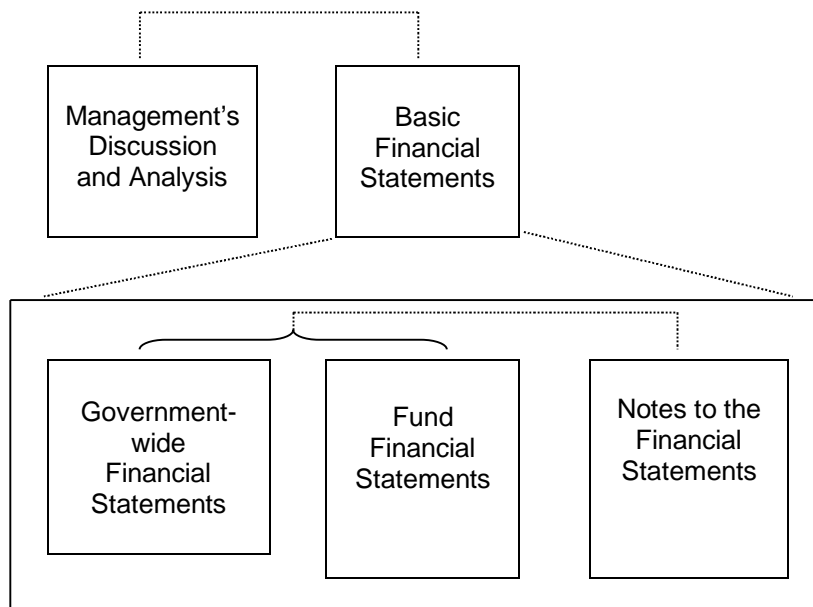 Management’s
Discussion
and Analysis
Basic
Financial
Statements
Government-
wide
Financial
Statements
Fund
Financial
Statements
Notes to the
Financial
Statements